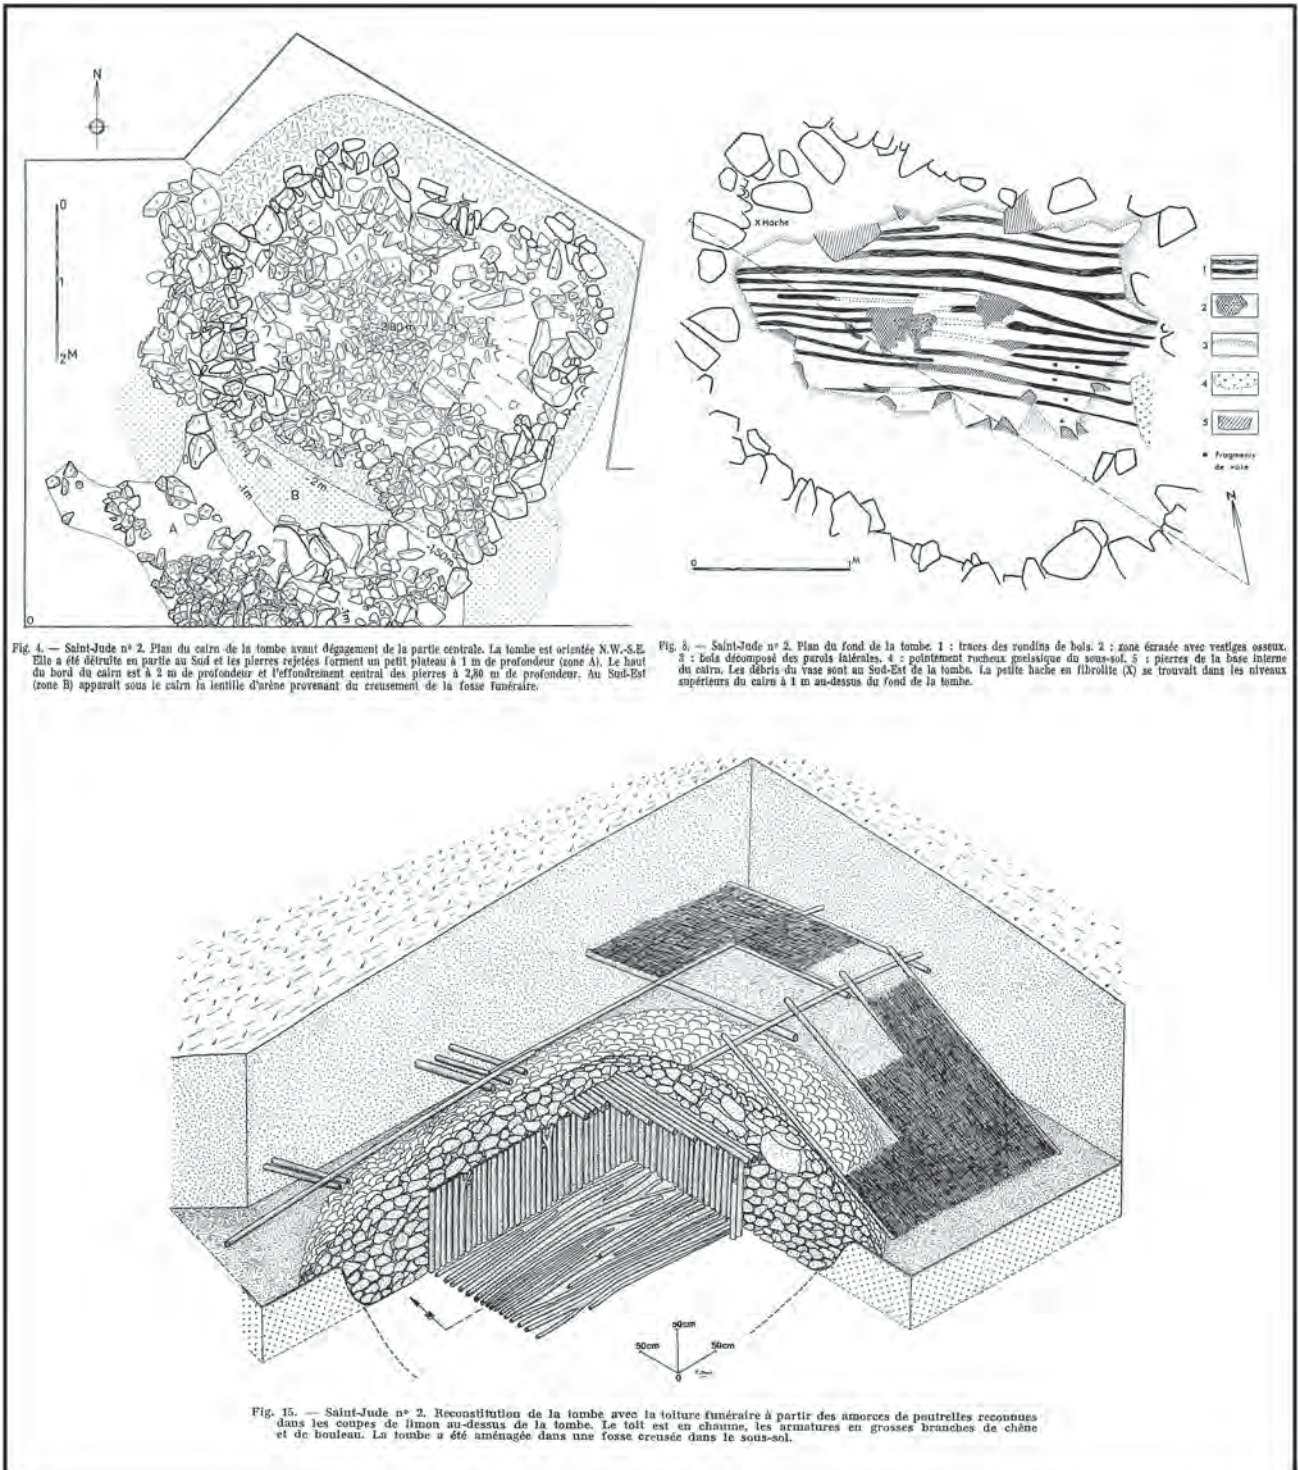 N
0
1
2M
-2,80m
-1m
-2m
B
A
-1,50m
-1m
0
Fig. 4. — Saint-Jude n° 2. Plan du cairn de la tombe avant dégagement de la partie centrale. La tombe est orientée N.W.-S.E.
Elle a été détruite en partie au Sud et les pierres rejetées forment un petit plateau à 1 m de profondeur (zone A). Le haut
du bord du cairn est à 2 m de profondeur et l'effondrement central des pierres à 2,80 m de profondeur. Au Sud-Est
(zone B) apparaît sous le cairn la lentille d'arène provenant du creusement de la fosse funéraire.
X Hache
1
2
3
4
5
* Fragments
de vase
N
0
1M
Fig. 8. — Saint-Jude n° 2. Plan du fond de la tombe. 1 : traces des rondins de bois. 2 : zone écrasée avec vestiges osseux.
3 : bois décomposé des parois latérales. 4 : pointement rocheux gneissique du sous-sol. 5 : pierres de la base interne
du cairn. Les débris du vase sont au Sud-Est de la tombe. La petite hache en fibrolite (X) se trouvait dans les niveaux
supérieurs du cairn à 1 m au-dessus du fond de la tombe.
50cm
50cm
50cm
0
Fig. 15. — Saint-Jude n° 2. Reconstitution de la tombe avec la toiture funéraire à partir des amorces de poutrelles reconnues
dans les coupes de limon au-dessus de la tombe. Le toit est en chaume, les armatures en grosses branches de chêne
et de bouleau. La tombe a été aménagée dans une fosse creusée dans le sous-sol.